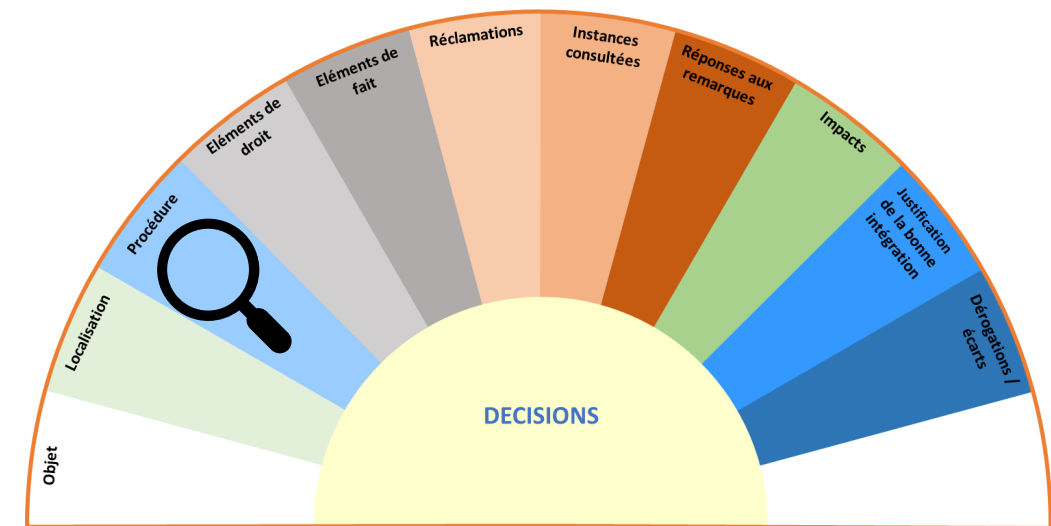 Objet
Localisation
Procédure
Eléments de
droit
Eléments de
fait
Réclamations
Instances
consultées
Réponses aux
remarques
Impacts
Justification
de la bonne
intégration
Dérogations /
écarts
DECISIONS